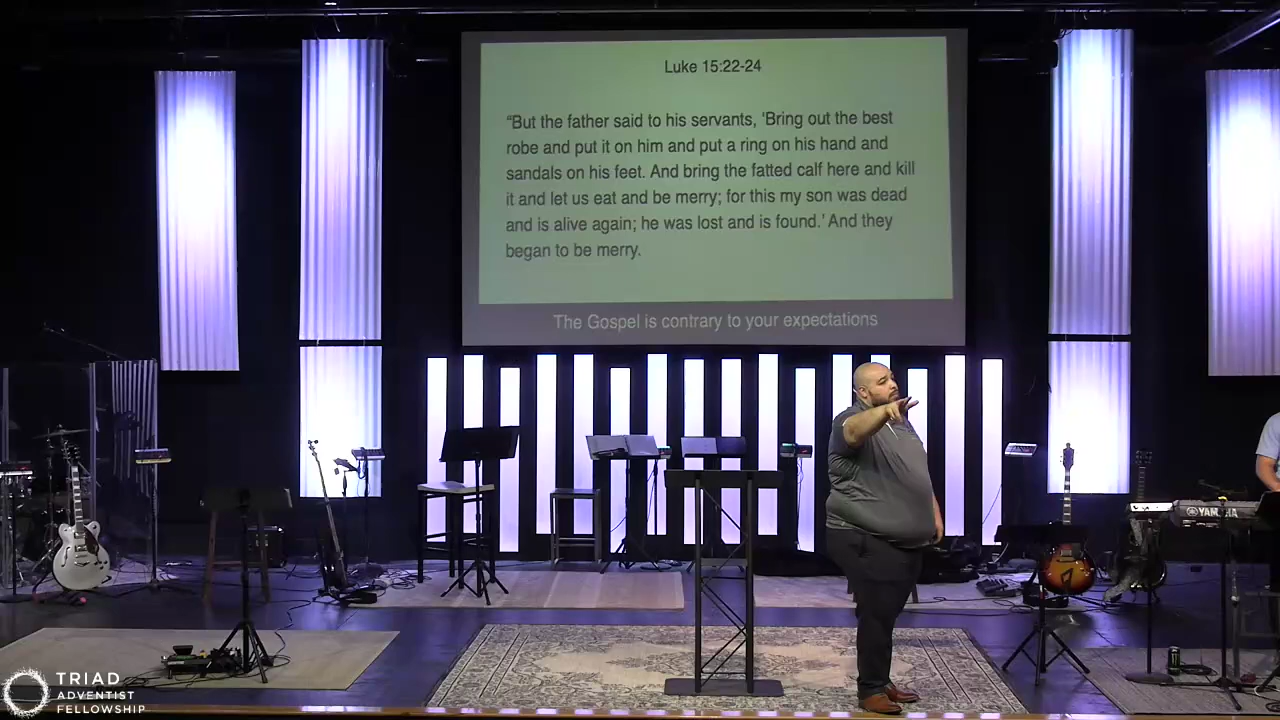 Luke 15:22-24
“But the father said to his servants, 'Bring out the best
robe and put it on him and put a ring on his hand and
sandals on his feet. And bring the fatted calf here and kill
it and let us eat and be merry; for this my son was dead
and is alive again; he was lost and is found.' And they
began to be merry.
The Gospel is contrary to your expectations
YAMAHA
TRIAD
ADVENTIST
FELLOWSHIP